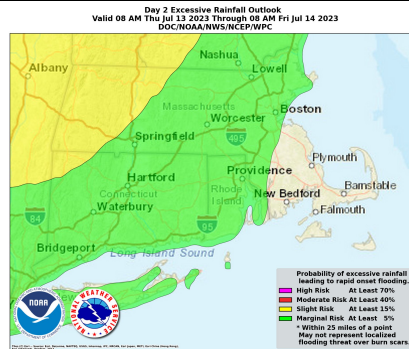 Day 2 Excessive Rainfall Outlook
Valid 08 AM Thu Jul 13 2023 Through 08 AM Fri Jul 14 2023
DOC/NOAA/NWS/NCEP/WPC
Nashua
Albany
Lowell
Massachusetts
Boston
Worcester
Springfield
495
Plymouth
Hartford
Providence
Connecticut
Rhode
Island
New Bedford
Barnstable
Waterbury
Falmouth
84
95
Bridgeport
Long Island Sound
NOAA
NATIONAL WEATHER SERVICE
Probability of excessive rainfall
leading to rapid onset flooding.
High Risk At Least 70%
Moderate Risk At Least 40%
Slight Risk At Least 15%
Marginal Risk At Least 5%
* Within 25 miles of a point
May not represent localized
flooding threat over burn scars.